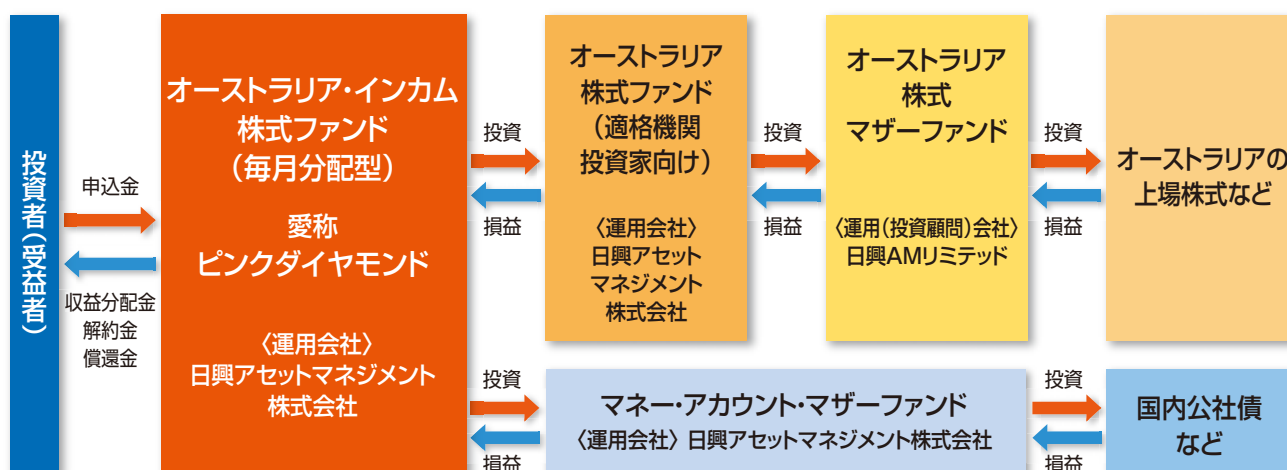 投資者(受益者)
申込金
収益分配金
解約金
償還金
オーストラリア・インカム
株式ファンド
(毎月分配型)
愛称
ピンクダイヤモンド
〈運用会社〉
日興アセットマネジメント
株式会社
投資
損益
オーストラリア
株式ファンド
(適格機関
投資家向け)
〈運用会社〉
日興アセット
マネジメント
株式会社
投資
損益
オーストラリア
株式
マザーファンド
〈運用(投資顧問)会社〉
日興AMリミテッド
投資
損益
オーストラリアの
上場株式など
投資
損益
マネー・アカウント・マザーファンド
〈運用会社〉 日興アセットマネジメント株式会社
投資
損益
国内公社債
など